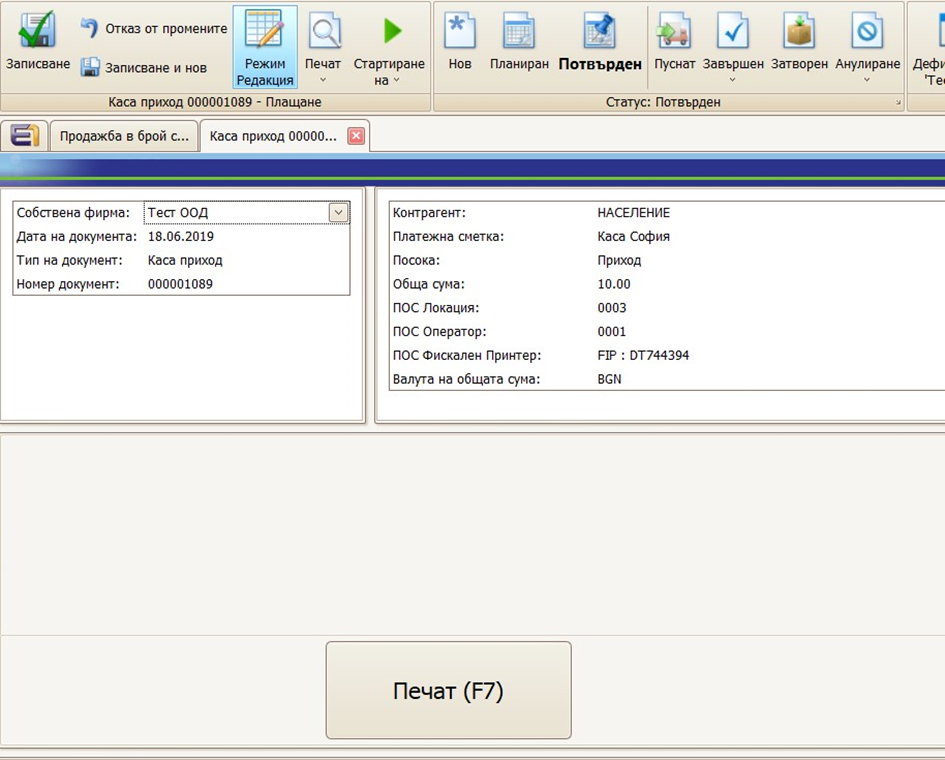 Записване
Отказ от промените
Записване и нов
Режим
Редакция
Печат
Стартиране
на
Нов
Планиран
Потвърден
Пуснат
Завършен
Затворен
Анулиране
Дефи
'Тес
Каса приход 000001089 - Плащане
Статус: Потвърден
Продажба в брой с...
Каса приход 00000...
Собствена фирма: Тест ООД
Дата на документа: 18.06.2019
Тип на документ: Каса приход
Номер документ: 000001089
Контрагент: НАСЕЛЕНИЕ
Платежна сметка: Каса София
Посока: Приход
Обща сума: 10.00
ПОС Локация: 0003
ПОС Оператор: 0001
ПОС Фискален Принтер: FIP : DT744394
Валута на общата сума: BGN
Печат (F7)